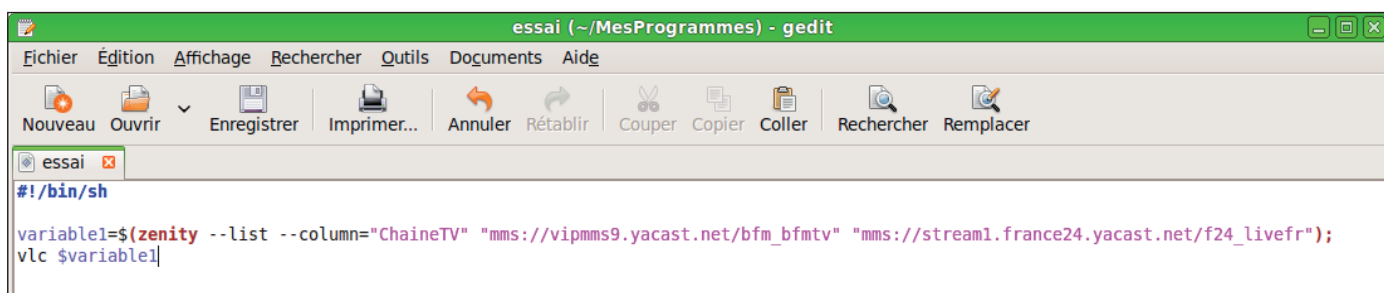 essai (~/MesProgrammes) - gedit
Fichier Édition Affichage Rechercher Outils Documents Aide
Nouveau Ouvrir Enregistrer Imprimer... Annuler Rétablir Couper Copier Coller Rechercher Remplacer
essai
#!/bin/sh
variable1=$(zenity --list --column="ChaineTV" "mms://vipmms9.yacast.net/bfm_bfmtv" "mms://stream1.france24.yacast.net/f24_livefr");
vlc $variable1